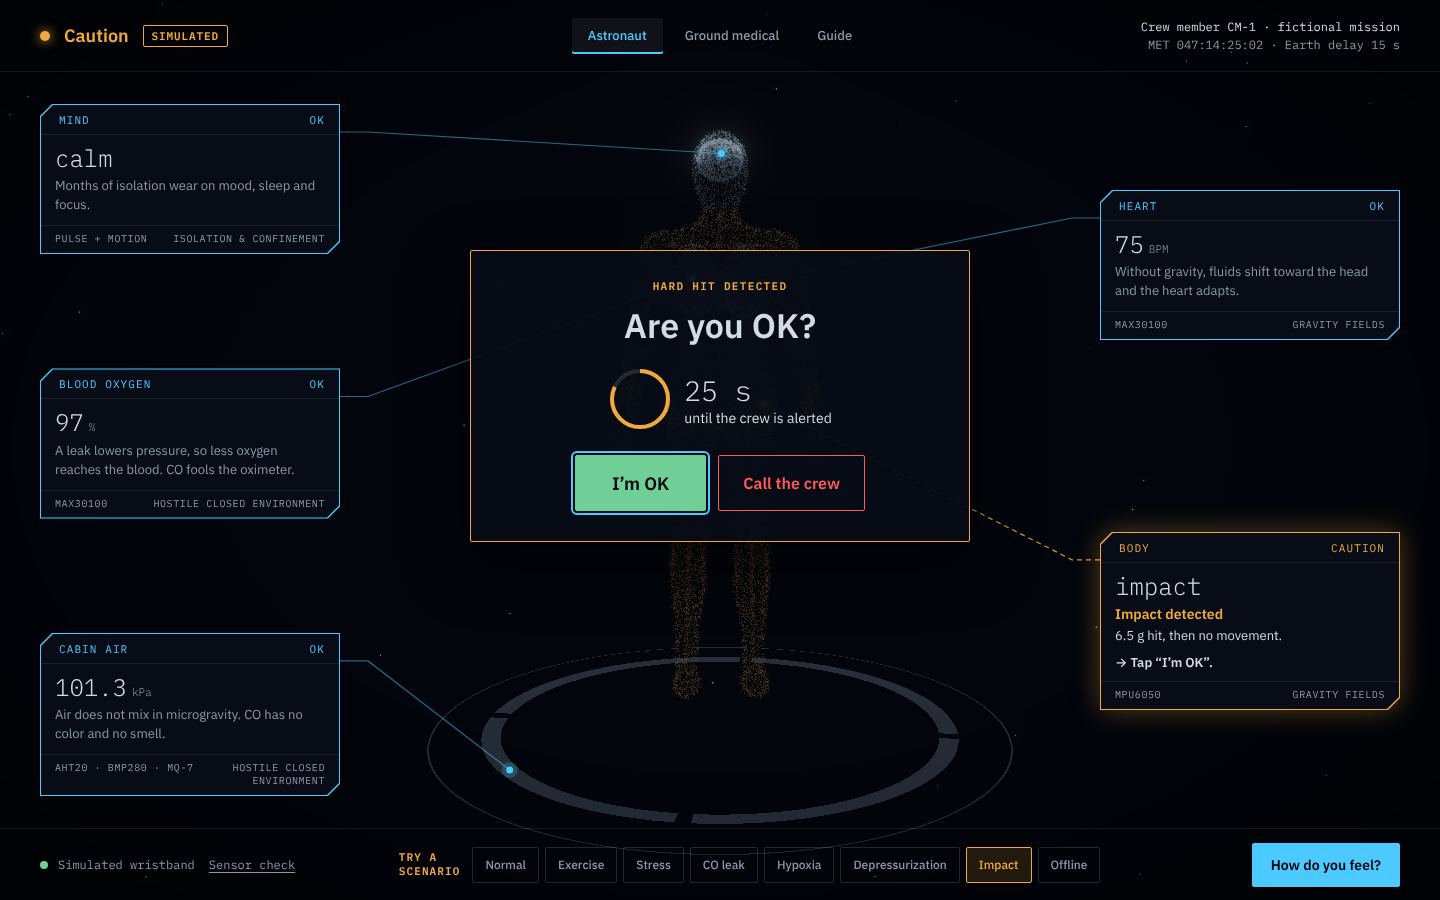 Caution SIMULATED
Astronaut Ground medical Guide
Crew member CM-1 · fictional mission
MET 047:14:25:02 · Earth delay 15 s
MIND OK
calm
Months of isolation wear on mood, sleep and
focus.
PULSE + MOTION ISOLATION & CONFINEMENT
HEART OK
75 BPM
Without gravity, fluids shift toward the head
and the heart adapts.
MAX30100 GRAVITY FIELDS
HARD HIT DETECTED
Are you OK?
25 s
until the crew is alerted
I’m OK Call the crew
BLOOD OXYGEN OK
97 %
A leak lowers pressure, so less oxygen
reaches the blood. CO fools the oximeter.
MAX30100 HOSTILE CLOSED ENVIRONMENT
BODY CAUTION
impact
Impact detected
6.5 g hit, then no movement.
→ Tap “I’m OK”.
MPU6050 GRAVITY FIELDS
CABIN AIR OK
101.3 kPa
Air does not mix in microgravity. CO has no
color and no smell.
AHT20 · BMP280 · MQ-7 HOSTILE CLOSED
ENVIRONMENT
Simulated wristband Sensor check
TRY A
SCENARIO
Normal Exercise Stress CO leak Hypoxia Depressurization Impact Offline
How do you feel?